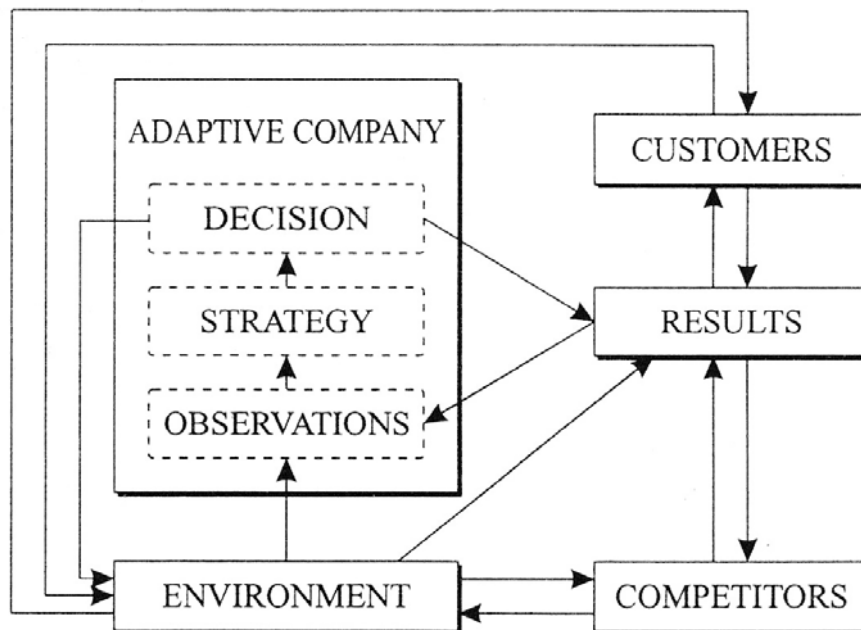 ADAPTIVE COMPANY
DECISION
STRATEGY
OBSERVATIONS
ENVIRONMENT
CUSTOMERS
RESULTS
COMPETITORS